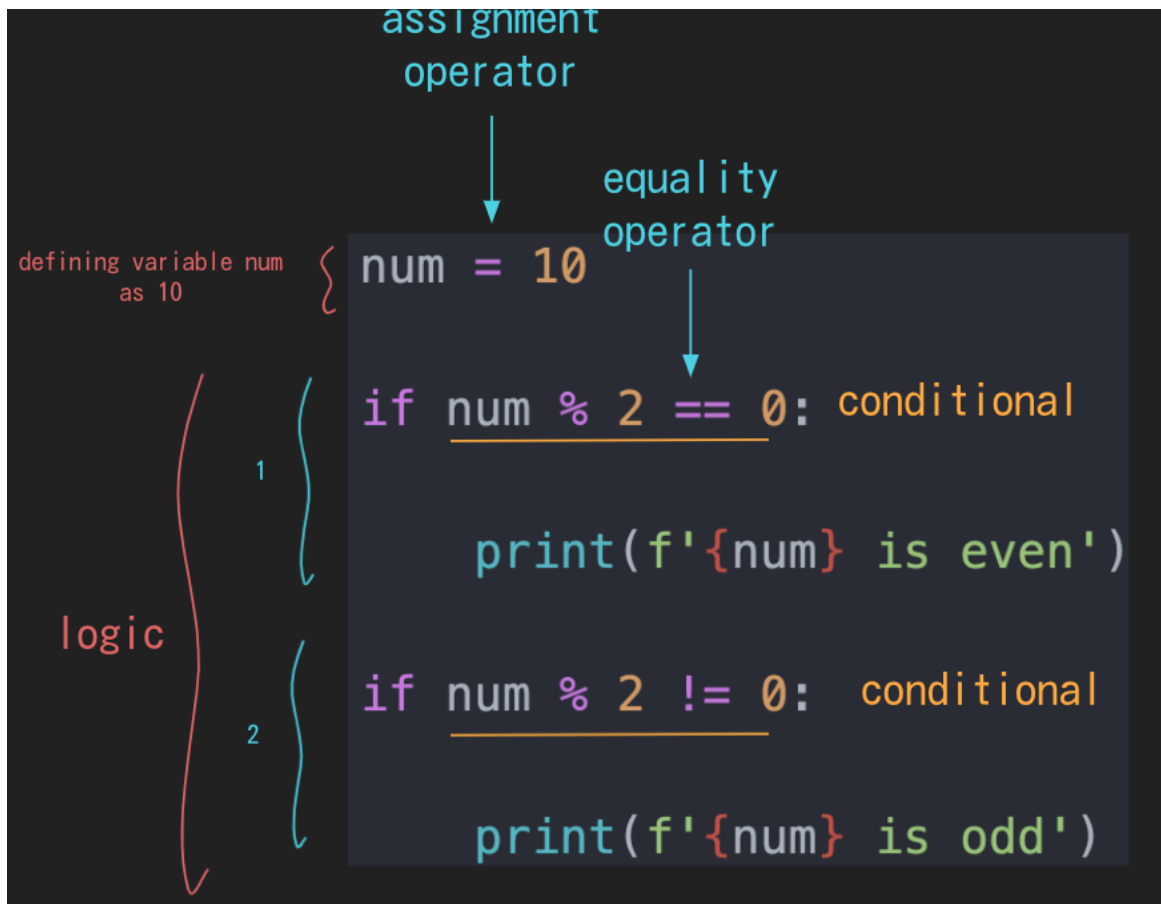 assignment
operator
equality
operator
defining variable num
as 10
num = 10
if num % 2 == 0: conditional
1
print(f'{num} is even')
logic
if num % 2 != 0: conditional
2
print(f'{num} is odd')